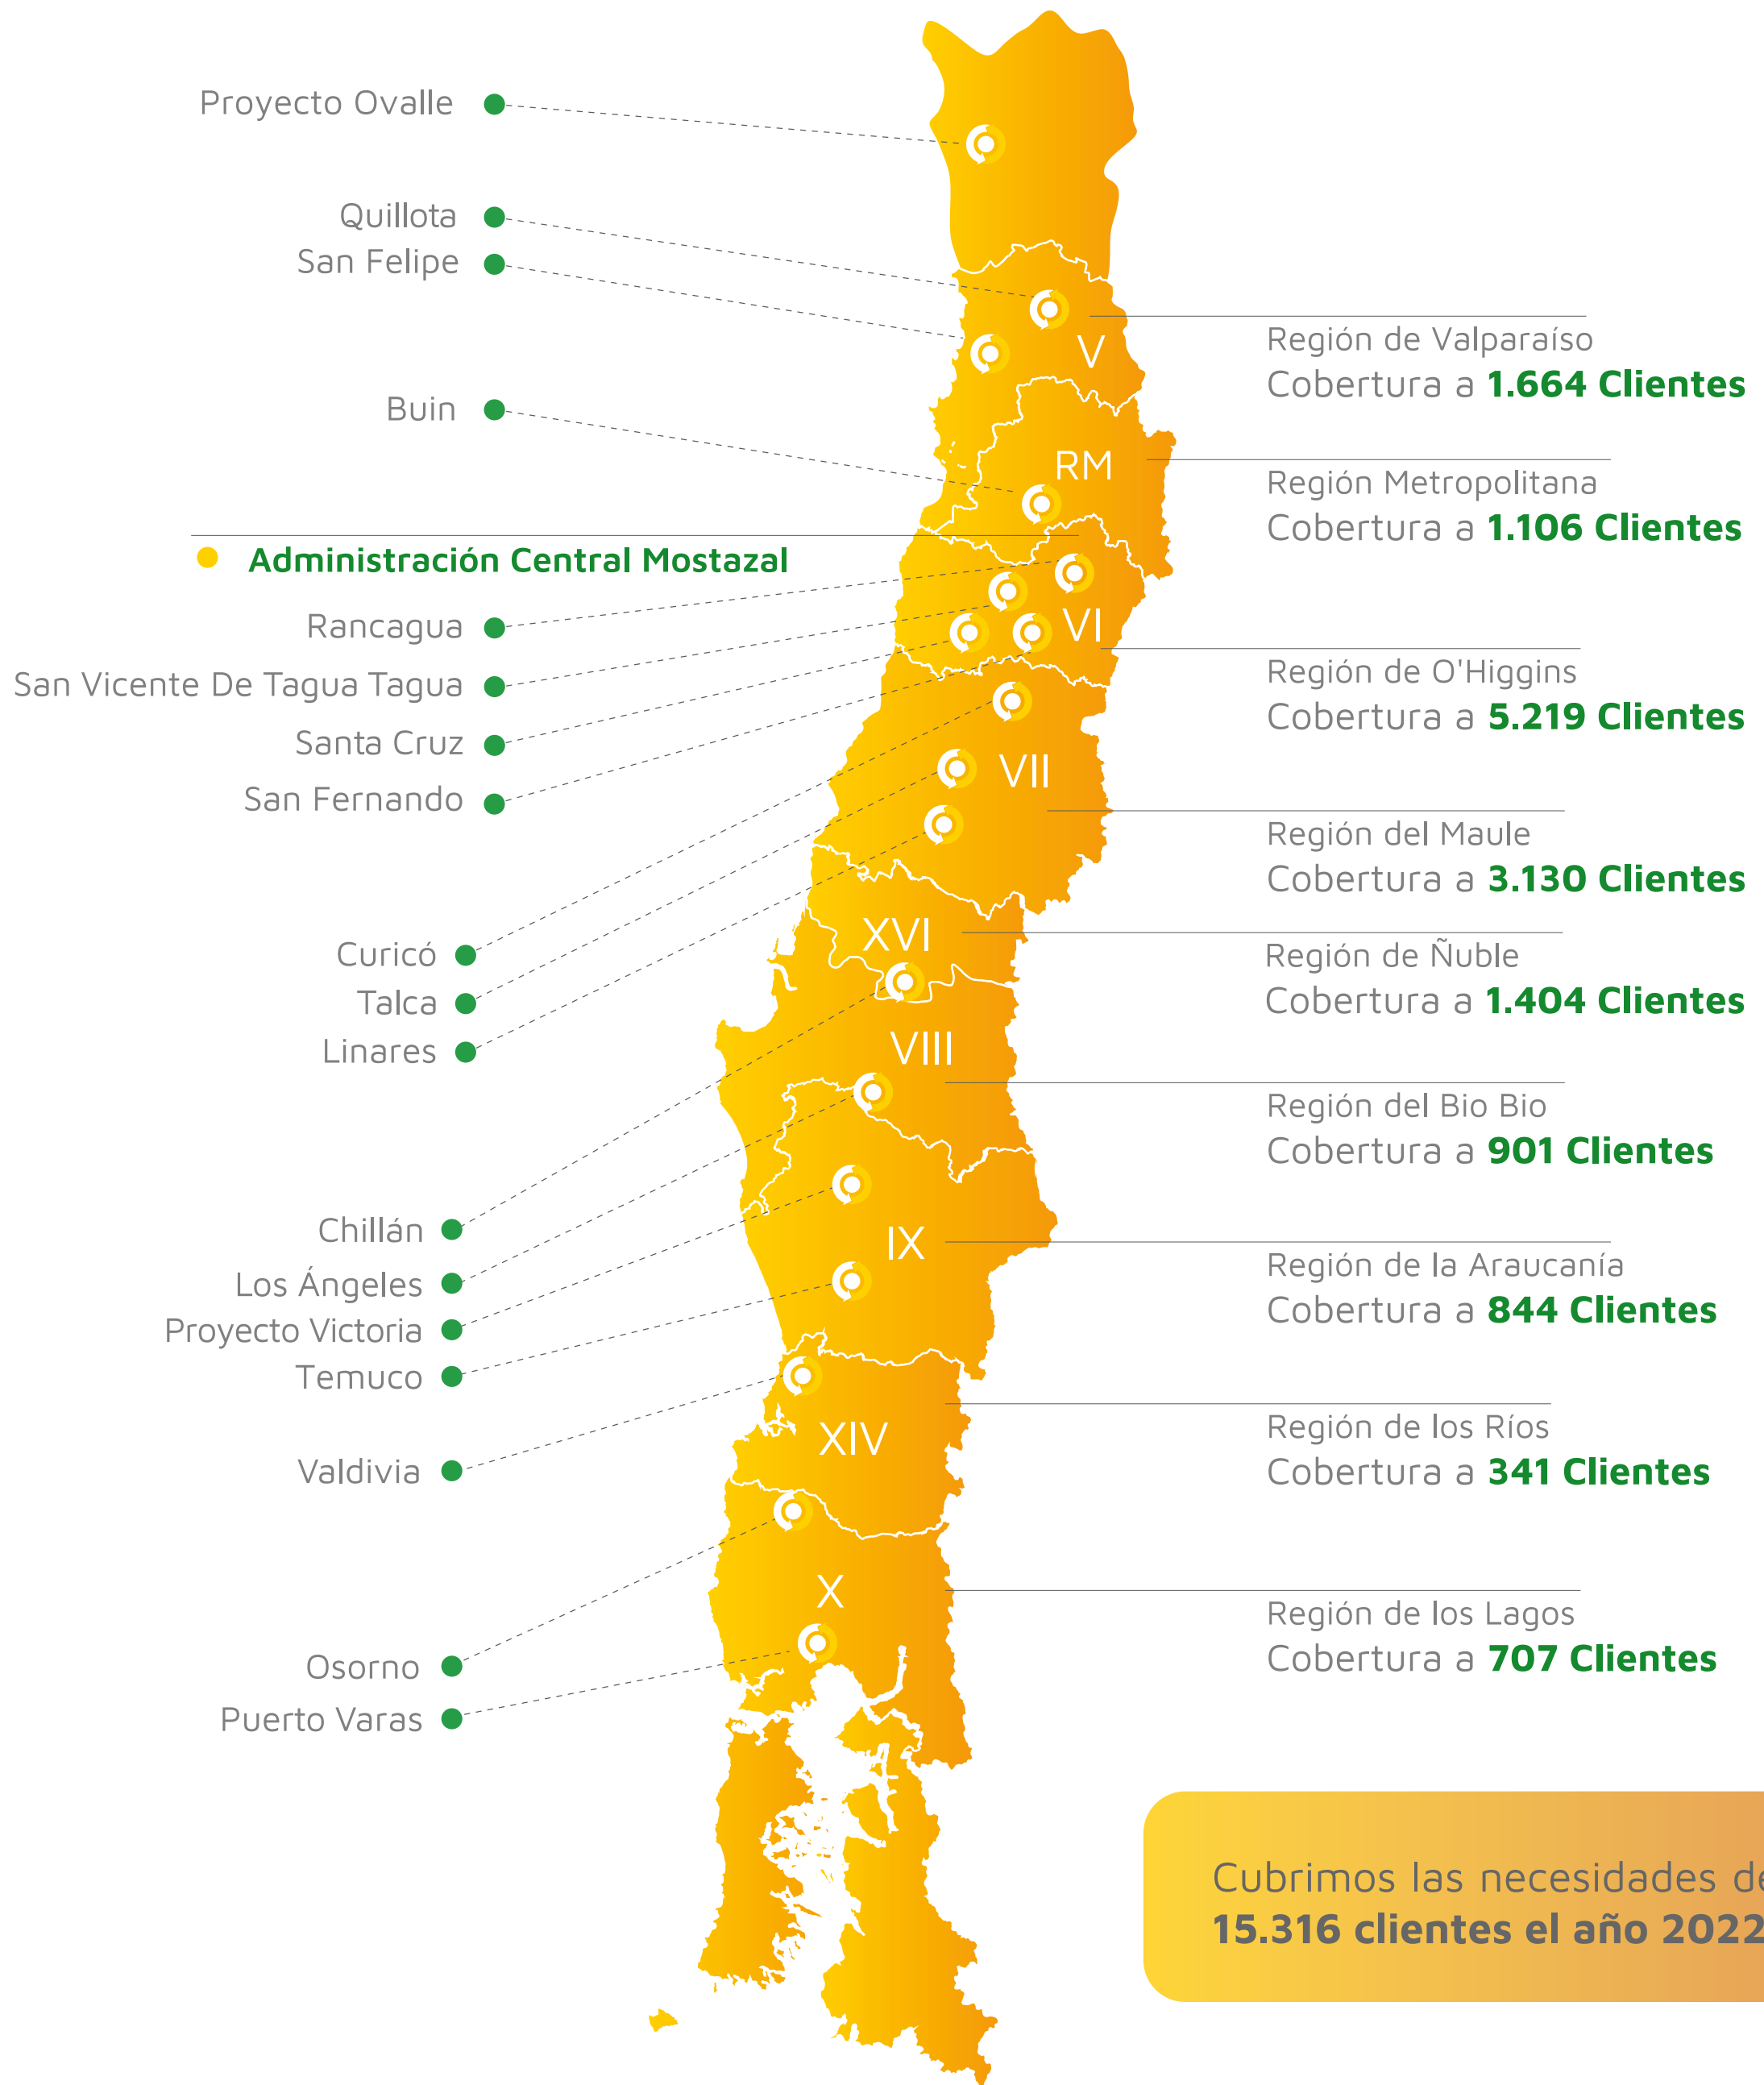 Proyecto Ovalle
Quillota
San Felipe
Buin
Administración Central Mostazal
Rancagua
San Vicente De Tagua Tagua
Santa Cruz
San Fernando
Curicó
Talca
Linares
Chillán
Los Ángeles
Proyecto Victoria
Temuco
Valdivia
Osorno
Puerto Varas
V
RM
VI
VII
XVI
VIII
IX
XIV
X
Región de Valparaíso
Cobertura a 1.664 Clientes
Región Metropolitana
Cobertura a 1.106 Clientes
Región de O'Higgins
Cobertura a 5.219 Clientes
Región del Maule
Cobertura a 3.130 Clientes
Región de Ñuble
Cobertura a 1.404 Clientes
Región del Bio Bio
Cobertura a 901 Clientes
Región de la Araucanía
Cobertura a 844 Clientes
Región de los Ríos
Cobertura a 341 Clientes
Región de los Lagos
Cobertura a 707 Clientes
Cubrimos las necesidades de
15.316 clientes el año 2022